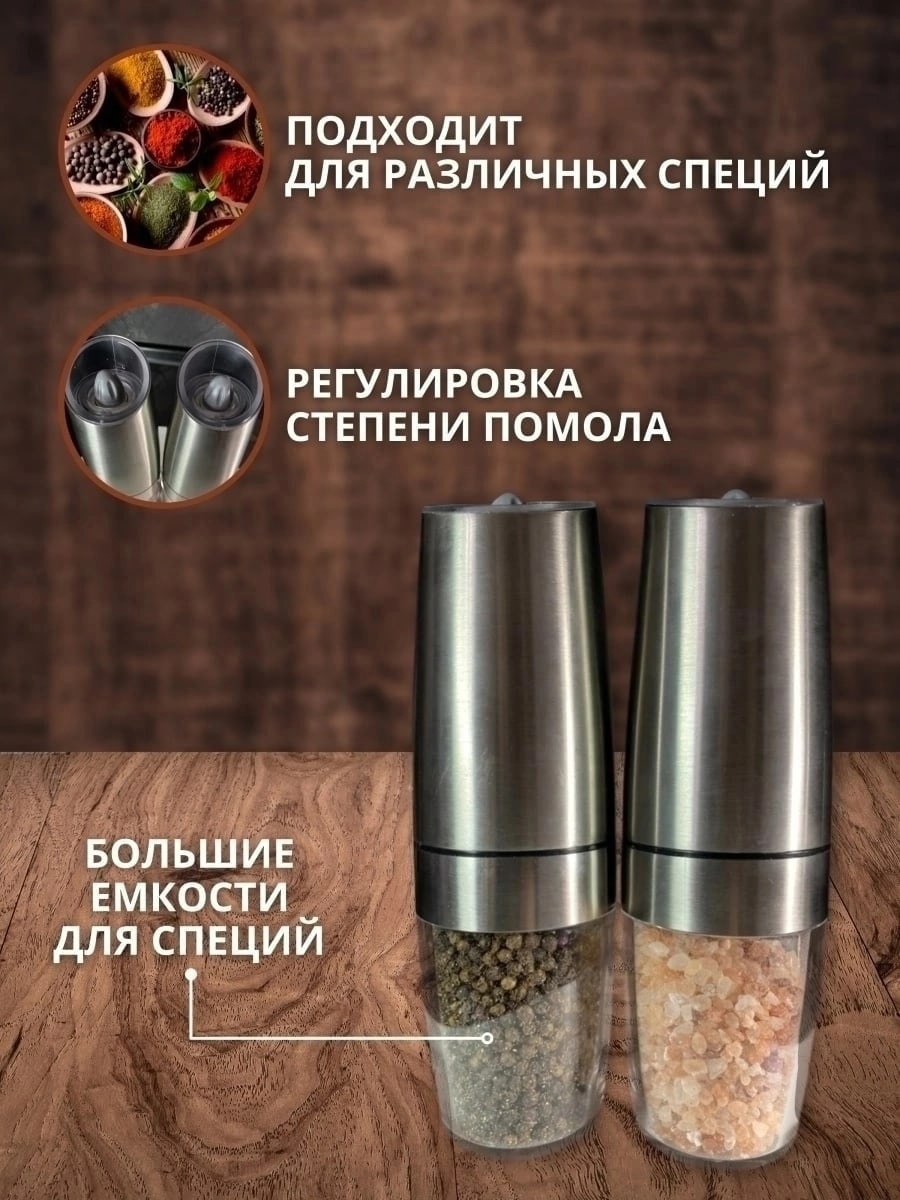 ПОДХОДИТ
ДЛЯ РАЗЛИЧНЫХ СПЕЦИЙ
РЕГУЛИРОВКА
СТЕПЕНИ ПОМОЛА
БОЛЬШИЕ
ЕМКОСТИ
ДЛЯ СПЕЦИЙ